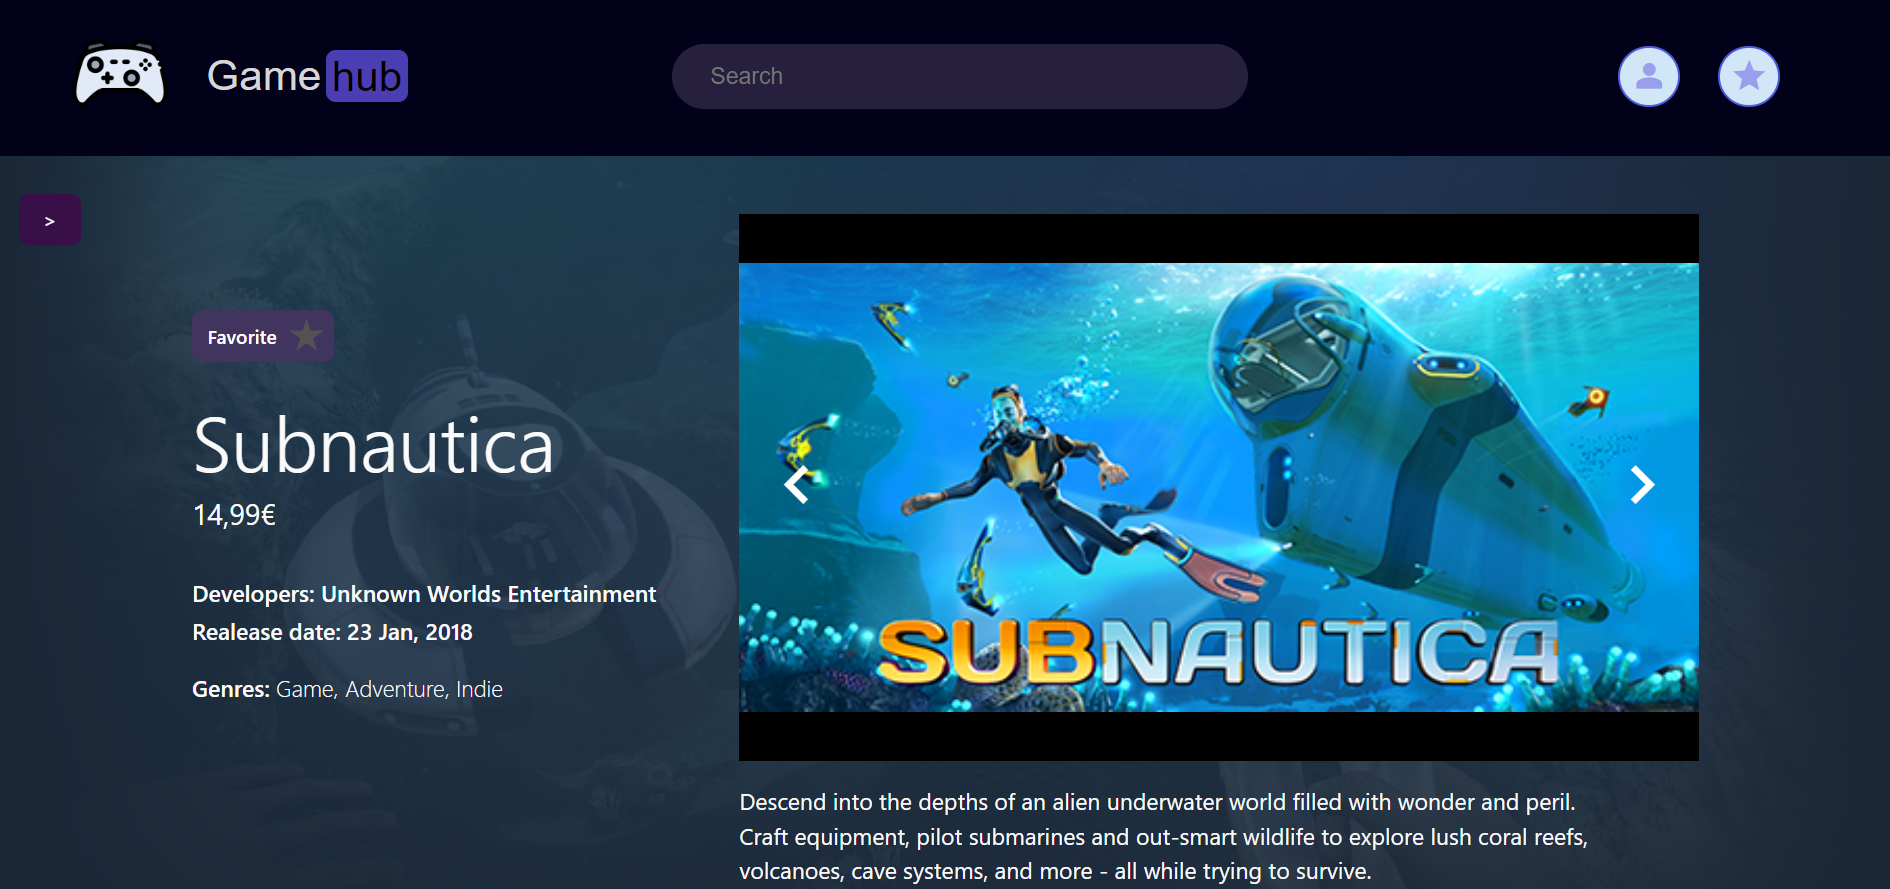 Game hub
Search
>
Favorite
Subnautica
14,99€
Developers: Unknown Worlds Entertainment
Realease date: 23 Jan, 2018
Genres: Game, Adventure, Indie
SUBNAUTICA
Descend into the depths of an alien underwater world filled with wonder and peril.
Craft equipment, pilot submarines and out-smart wildlife to explore lush coral reefs,
volcanoes, cave systems, and more - all while trying to survive.